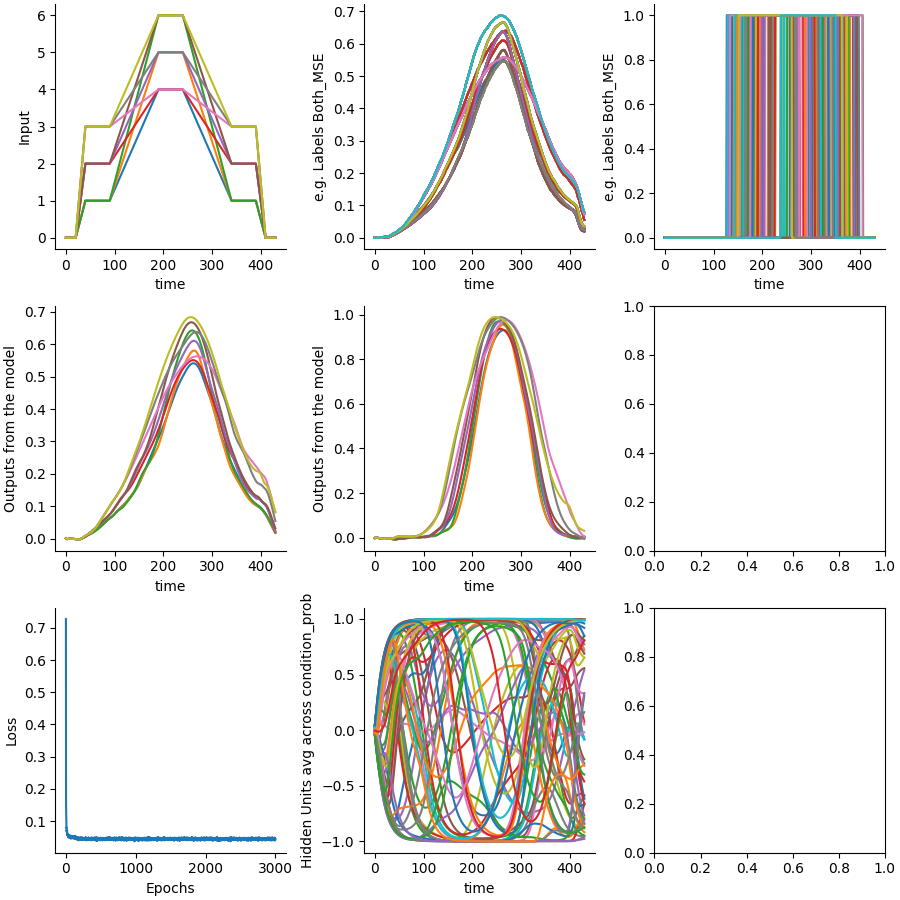 6
5
4
3
2
1
0
Input
0 100 200 300 400
time
0.7
0.6
0.5
0.4
0.3
0.2
0.1
0.0
e.g. Labels Both_MSE
0 100 200 300 400
time
1.0
0.8
0.6
0.4
0.2
0.0
e.g. Labels Both_MSE
0 100 200 300 400
time
0.7
0.6
0.5
0.4
0.3
0.2
0.1
0.0
Outputs from the model
0 100 200 300 400
time
1.0
0.8
0.6
0.4
0.2
0.0
Outputs from the model
0 100 200 300 400
time
1.0
0.8
0.6
0.4
0.2
0.0
0.0 0.2 0.4 0.6 0.8 1.0
0.7
0.6
0.5
0.4
0.3
0.2
0.1
Loss
0 1000 2000 3000
Epochs
1.0
0.5
0.0
−0.5
−1.0
Hidden Units avg across condition_prob
0 100 200 300 400
time
1.0
0.8
0.6
0.4
0.2
0.0
0.0 0.2 0.4 0.6 0.8 1.0